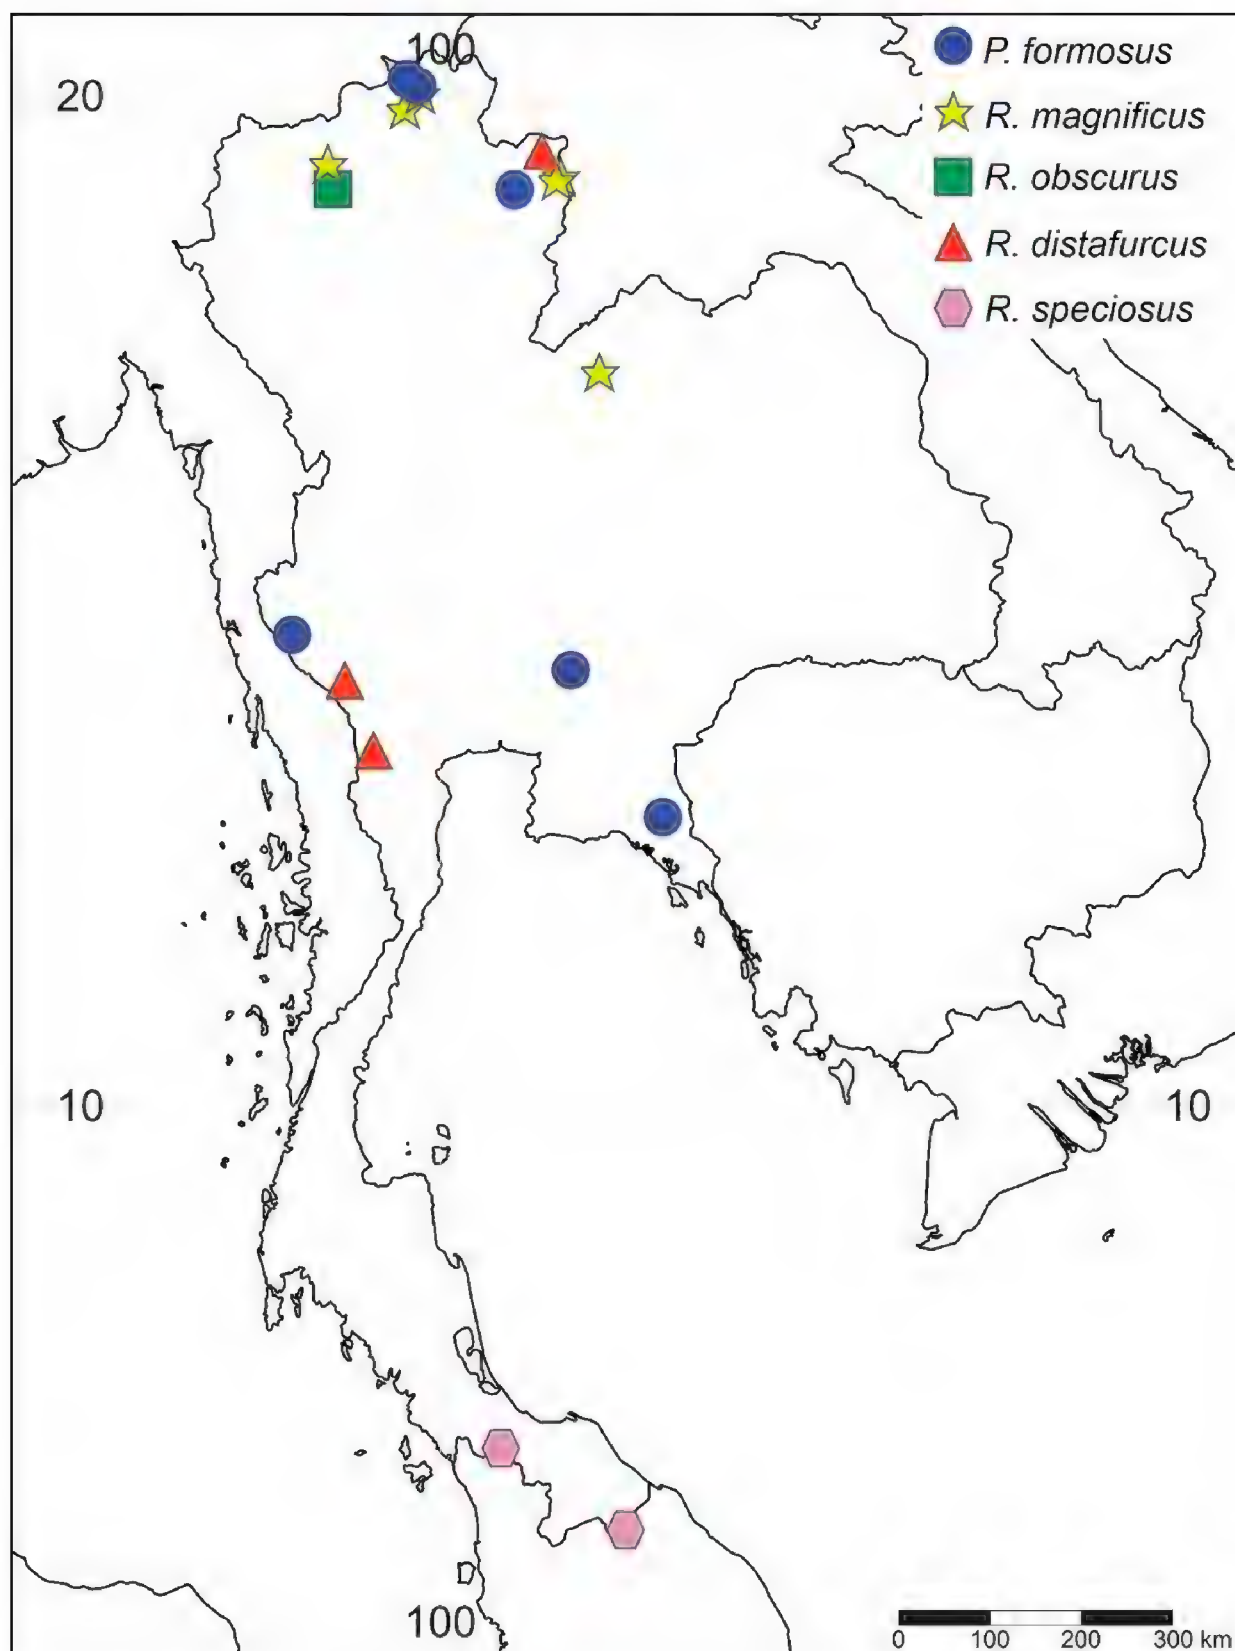 100
20
P. formosus
R. magnificus
R. obscurus
R. distafurcus
R. speciosus
10
10
100
0 100 200 300 km